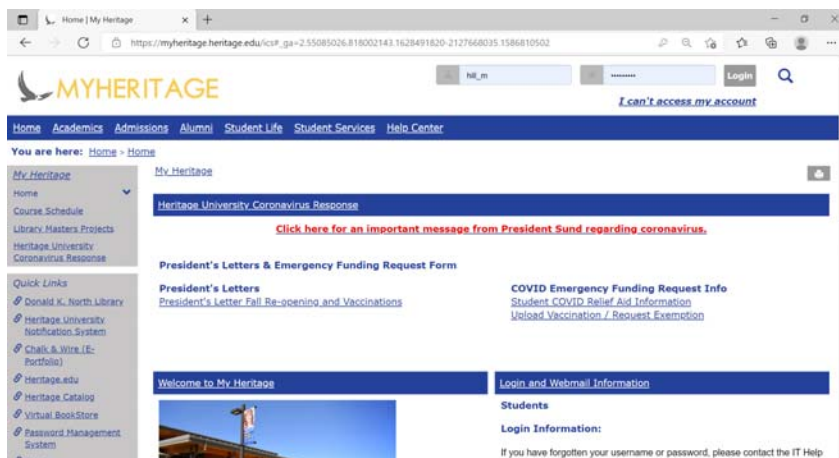 Home | My Heritage
https://myheritage.heritage.edu/ics#_ga=2.55085026.818002143.1628491820-2127668035.1586810502
MYHERITAGE
hill_m
Login
I can't access my account
Home Academics Admissions Alumni Student Life Student Services Help Center
You are here: Home > Home
My Heritage
Home
Course Schedule
Library Masters Projects
Heritage University
Coronavirus Response
Quick Links
Donald K. North Library
Heritage University
Notification System
Chalk & Wire (E-
Portfolio)
Heritage.edu
Heritage Catalog
Virtual BookStore
Password Management
System
My Heritage
Heritage University Coronavirus Response
Click here for an important message from President Sund regarding coronavirus.
President's Letters & Emergency Funding Request Form
President's Letters
President's Letter Fall Re-opening and Vaccinations
COVID Emergency Funding Request Info
Student COVID Relief Aid Information
Upload Vaccination / Request Exemption
Welcome to My Heritage
Login and Webmail Information
Students
Login Information:
If you have forgotten your username or password, please contact the IT Help